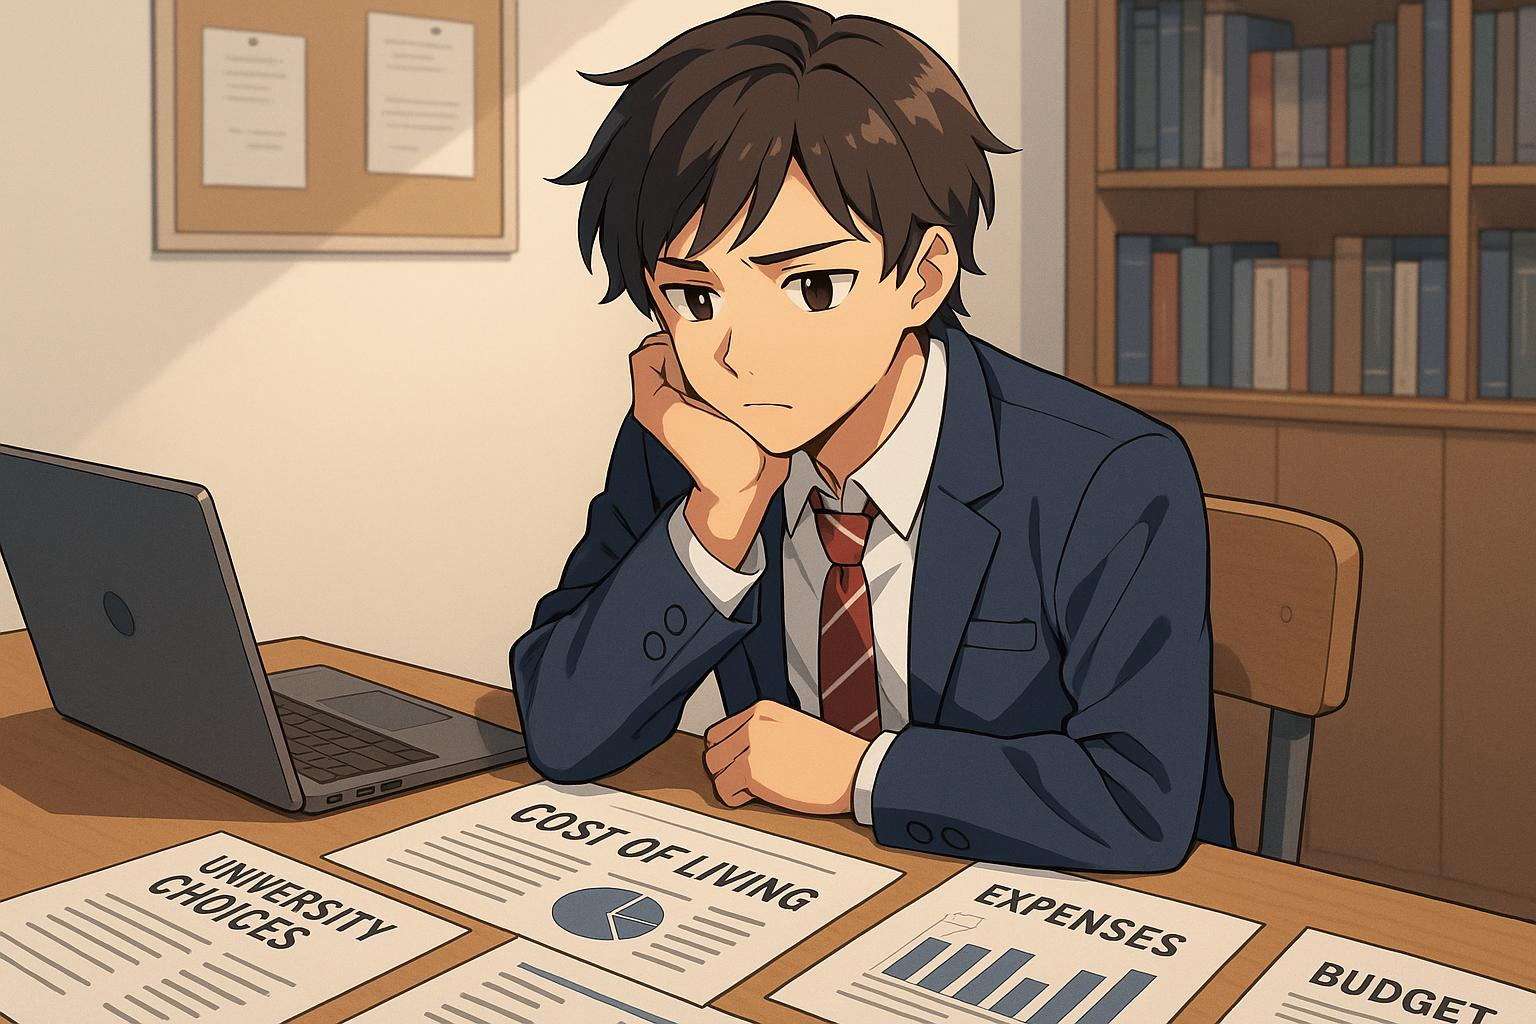 UNIVERSITY
CHOICES
COST OF LIVING
EXPENSES
BUDGET